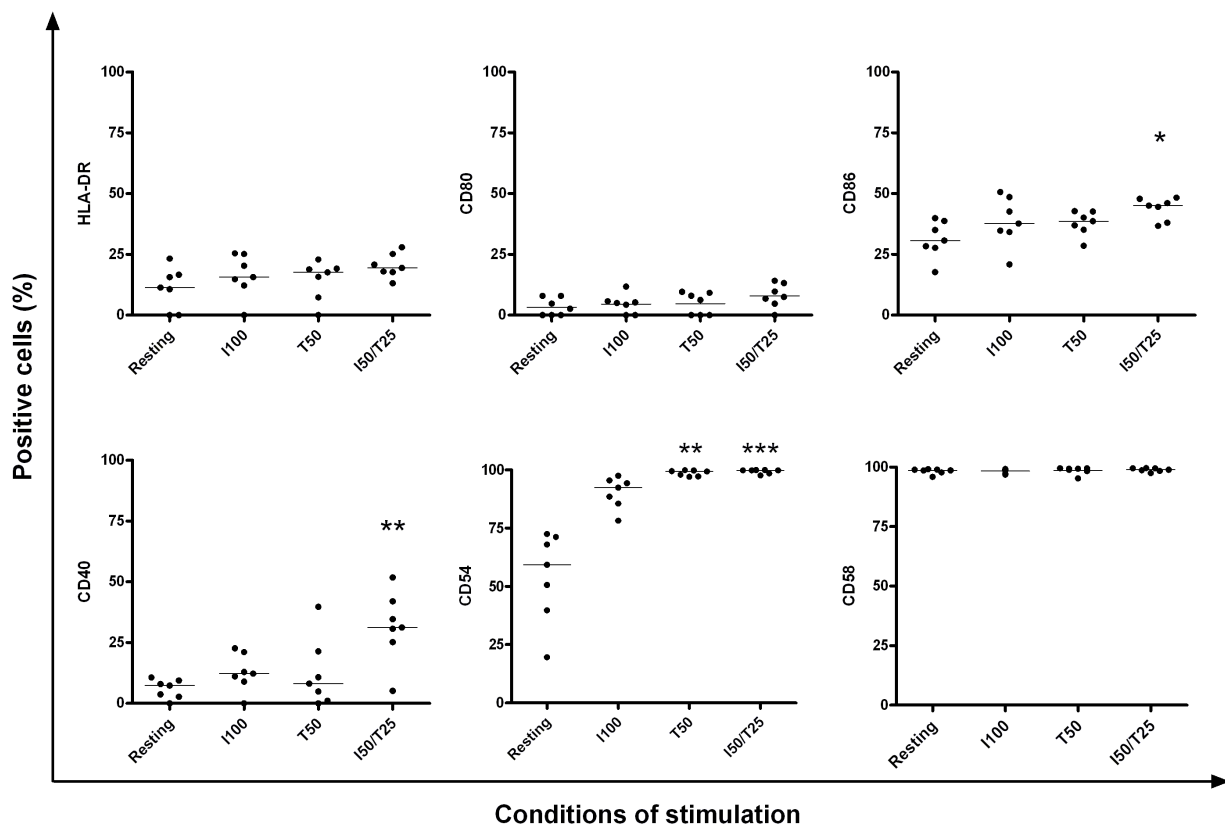 Positive cells (%)
HLA-DR
100
75
50
25
0
Resting
I100
T50
I50/T25
CD80
100
75
50
25
0
Resting
I100
T50
I50/T25
CD86
100
75
50
25
0
*
Resting
I100
T50
I50/T25
CD40
100
75
50
25
0
**
Resting
I100
T50
I50/T25
CD54
100
75
50
25
0
**
***
Resting
I100
T50
I50/T25
CD58
100
75
50
25
0
Resting
I100
T50
I50/T25
Conditions of stimulation